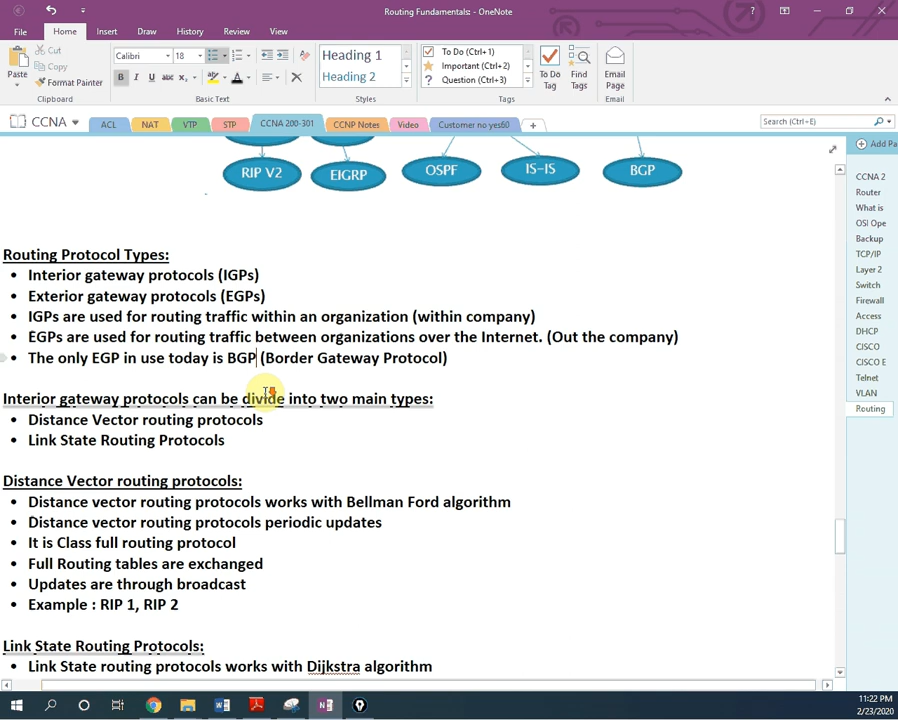 Routing Fundamentals: - OneNote
?
File
Home
Insert
Draw
History
Review
View
Paste
Cut
Copy
Format Painter
Clipboard
Calibri
18
B I U abc x₂
A
Basic Text
Heading 1
Heading 2
Styles
To Do (Ctrl+1)
Important (Ctrl+2)
Question (Ctrl+3)
Tags
To Do Tag
Find Tags
Email Page
Email
CCNA
ACL
NAT
VTP
STP
CCNA 200-301
CCNP Notes
Video
Customer no yes60
Search (Ctrl+E)
Add Pa
RIP V2
EIGRP
OSPF
IS-IS
BGP
Routing Protocol Types:
• Interior gateway protocols (IGPs)
• Exterior gateway protocols (EGPs)
• IGPs are used for routing traffic within an organization (within company)
• EGPs are used for routing traffic between organizations over the Internet. (Out the company)
• The only EGP in use today is BGP (Border Gateway Protocol)
Interior gateway protocols can be divide into two main types:
• Distance Vector routing protocols
• Link State Routing Protocols
Distance Vector routing protocols:
• Distance vector routing protocols works with Bellman Ford algorithm
• Distance vector routing protocols periodic updates
• It is Class full routing protocol
• Full Routing tables are exchanged
• Updates are through broadcast
• Example : RIP 1, RIP 2
Link State Routing Protocols:
• Link State routing protocols works with Dijkstra algorithm
CCNA 2
Router
What is
OSI Ope
Backup
TCP/IP
Layer 2
Switch
Firewall
Access
DHCP
CISCO
CISCO E
Telnet
VLAN
Routing
11:22 PM
2/23/2020